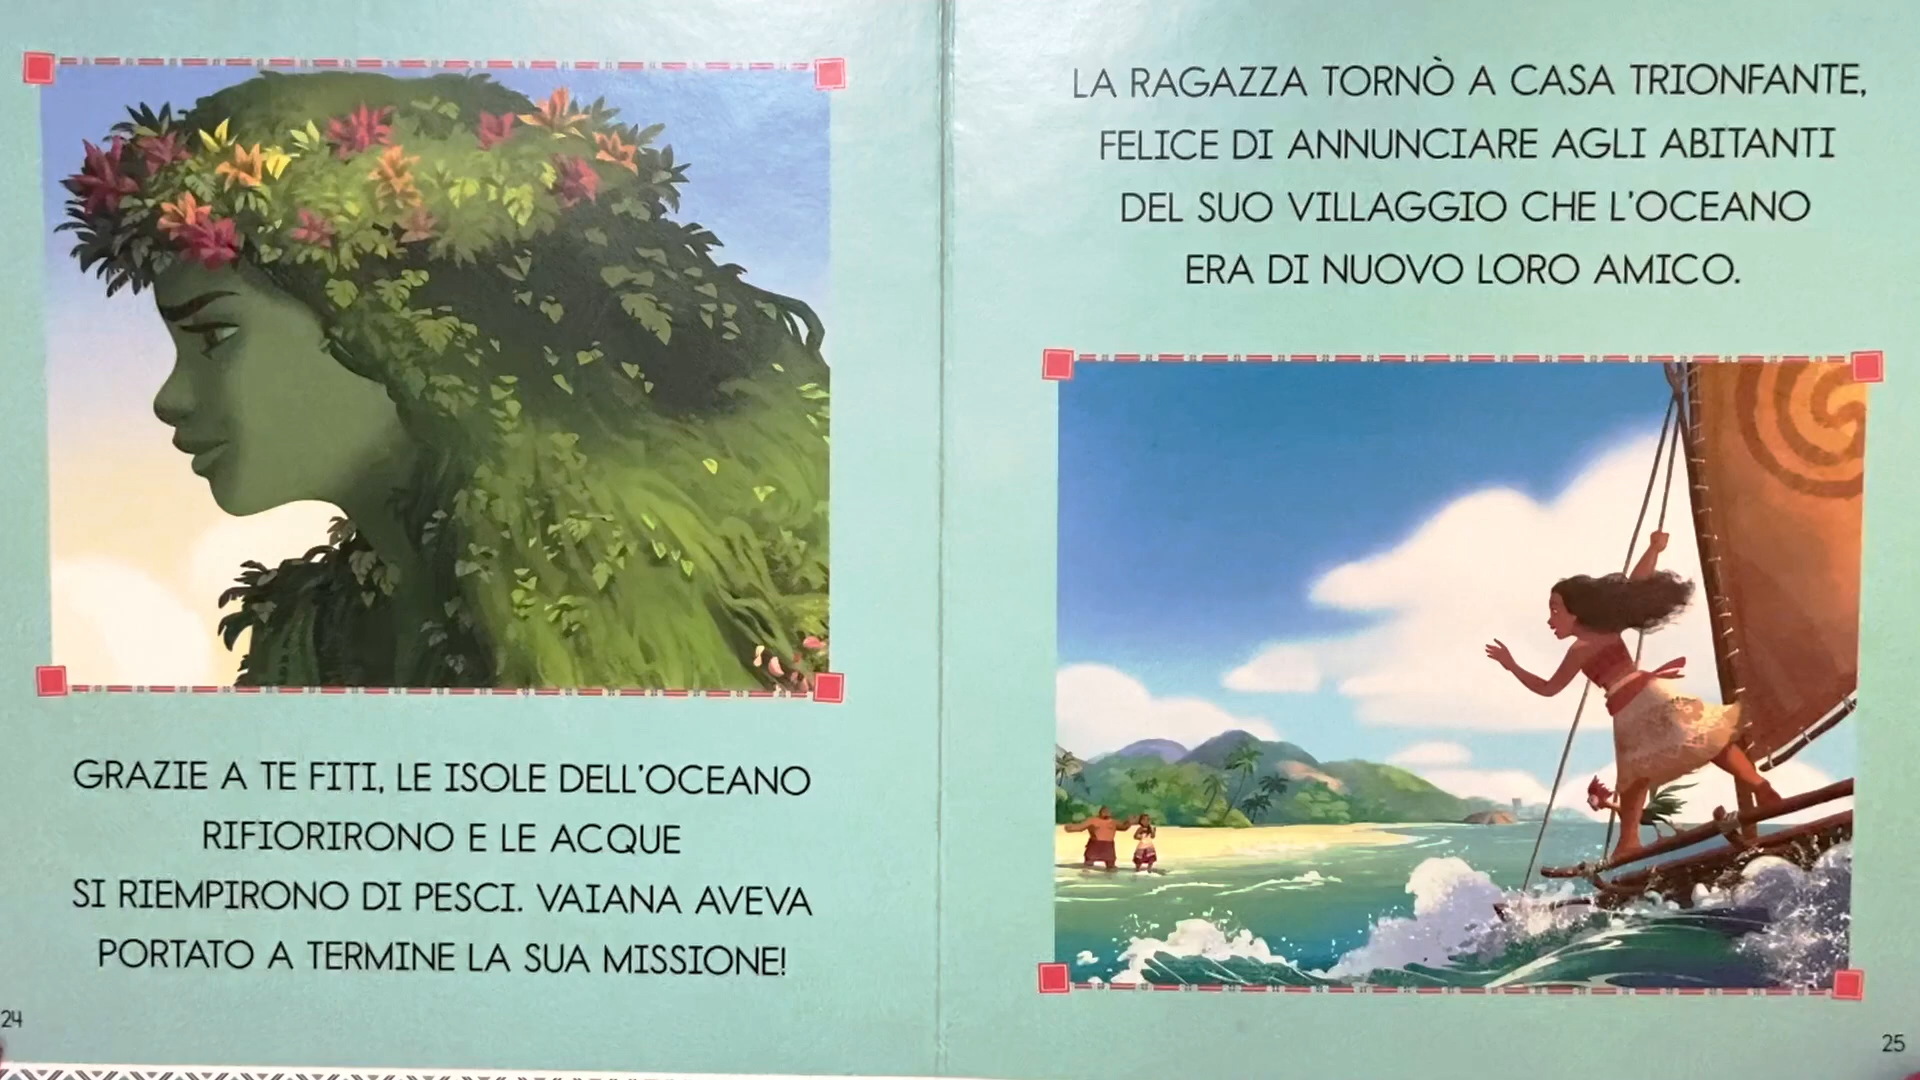 GRAZIE A TE FITI, LE ISOLE DELL'OCEANO
RIFIORIRONO E LE ACQUE
SI RIEMPIRONO DI PESCI. VAIANA AVEVA
PORTATO A TERMINE LA SUA MISSIONE!
24
LA RAGAZZA TORNÒ A CASA TRIONFANTE,
FELICE DI ANNUNCIARE AGLI ABITANTI
DEL SUO VILLAGGIO CHE L'OCEANO
ERA DI NUOVO LORO AMICO.
25